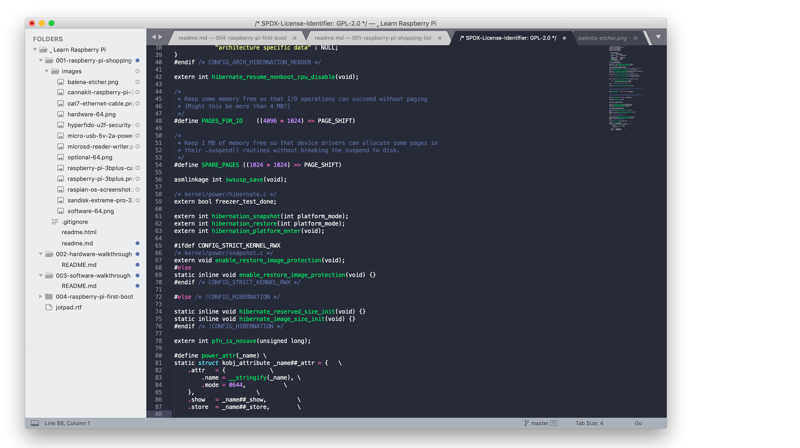 /* SPDX-License-Identifier: GPL-2.0 */ — _ Learn Raspberry Pi
FOLDERS
_ Learn Raspberry Pi
001-raspberry-pi-shopping
images
balena-etcher.png
cannakit-raspberry-pi-3
cat7-ethernet-cable.pn
hardware-64.png
hyperfido-u2f-security-
micro-usb-5v-2a-powe
microsd-reader-writer.p
optional-64.png
raspberry-pi-3bplus-ca
raspberry-pi-3bplus.pn
raspian-os-screenshot.
sandisk-extreme-pro-3
software-64.png
.gitignore
readme.html
readme.md
002-hardware-walkthrough
README.md
003-software-walkthrough
README.md
004-raspberry-pi-first-boot
jotpad.rtf
readme.md — 004-raspberry-pi-first-boot
readme.md — 001-raspberry-pi-shopping-list
/* SPDX-License-Identifier: GPL-2.0 */
balena-etcher.png
38 "architecture specific data" : NULL;
39 }
40 #endif /* CONFIG_ARCH_HIBERNATION_HEADER */
41
42 extern int hibernate_resume_nonboot_cpu_disable(void);
43
44 /*
45 * Keep some memory free so that I/O operations can succeed without paging
46 * [Might this be more than 4 MB?]
47 */
48 #define PAGES_FOR_IO ((4096 * 1024) >> PAGE_SHIFT)
49
50 /*
51 * Keep 1 MB of memory free so that device drivers can allocate some pages in
52 * their .suspend() routines without breaking the suspend to disk.
53 */
54 #define SPARE_PAGES ((1024 * 1024) >> PAGE_SHIFT)
55
56 asmlinkage int swsusp_save(void);
57
58 /* kernel/power/hibernate.c */
59 extern bool freezer_test_done;
60
61 extern int hibernation_snapshot(int platform_mode);
62 extern int hibernation_restore(int platform_mode);
63 extern int hibernation_platform_enter(void);
64
65 #ifdef CONFIG_STRICT_KERNEL_RWX
66 /* kernel/power/snapshot.c */
67 extern void enable_restore_image_protection(void);
68 #else
69 static inline void enable_restore_image_protection(void) {}
70 #endif /* CONFIG_STRICT_KERNEL_RWX */
71
72 #else /* !CONFIG_HIBERNATION */
73
74 static inline void hibernate_reserved_size_init(void) {}
75 static inline void hibernate_image_size_init(void) {}
76 #endif /* !CONFIG_HIBERNATION */
77
78 extern int pfn_is_nosave(unsigned long);
79
80 #define power_attr(_name) \
81 static struct kobj_attribute _name##_attr = { \
82 .attr = { \
83 .name = __stringify(_name), \
84 .mode = 0644, \
85 }, \
86 .show = _name##_show, \
87 .store = _name##_store, \
88
Line 88, Column 1
master
Tab Size: 4
Go